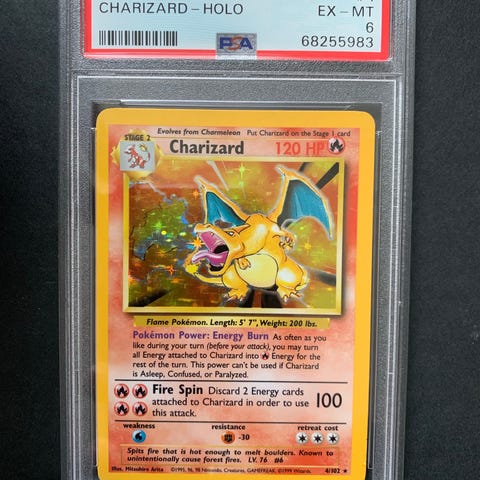 CHARIZARD - HOLO
EX - MT
PSA
6
68255983
STAGE 2
Evolves from Charmeleon
Put Charizard on the Stage 1 card
Charizard
120 HP
Flame Pokémon. Length: 5' 7", Weight: 200 lbs.
Pokémon Power: Energy Burn As often as you
like during your turn (before your attack), you may turn
all Energy attached to Charizard into Energy for the
rest of the turn. This power can't be used if Charizard
is Asleep, Confused, or Paralyzed.
Fire Spin Discard 2 Energy cards
attached to Charizard in order to use
this attack.
100
weakness
resistance
retreat cost
-30
Spits fire that is hot enough to melt boulders. Known to
unintentionally cause forest fires. LV. 76 #6
Illus. Mitsuhiro Arita
©1995, 96, 98 Nintendo, Creatures, GAMEFREAK. ©1999 Wizards.
4/102 ★